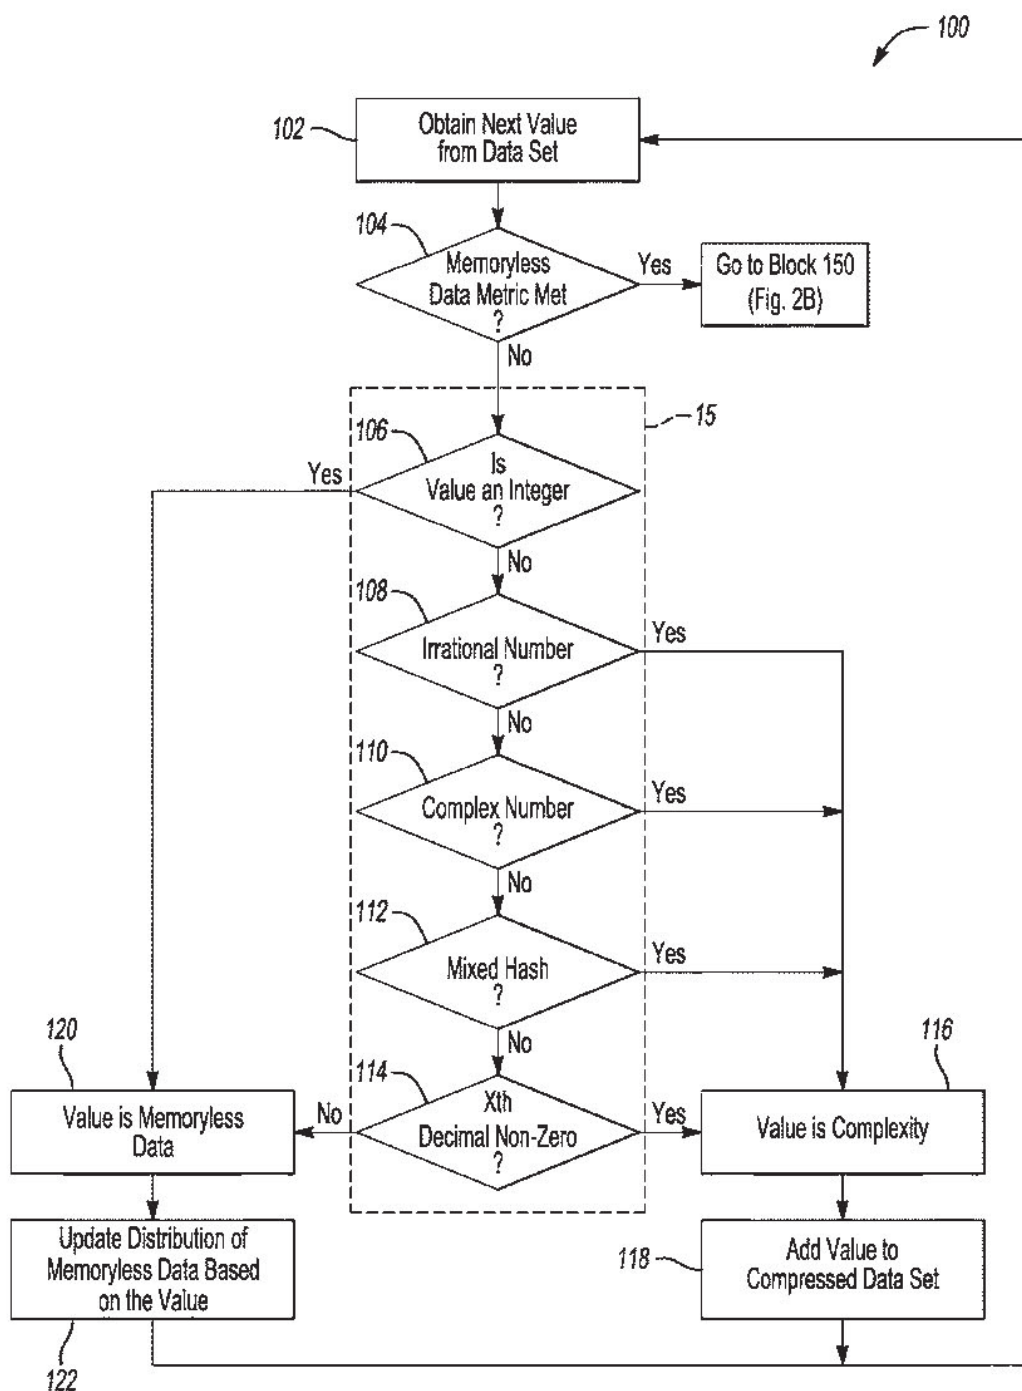 100
102
Obtain Next Value
from Data Set
104
Memoryless
Data Metric Met
?
Yes
Go to Block 150
(Fig. 2B)
No
15
106
Is
Value an Integer
?
Yes
No
108
Irrational Number
?
Yes
No
110
Complex Number
?
Yes
No
112
Mixed Hash
?
Yes
No
114
Xth
Decimal Non-Zero
?
No
Yes
120
Value is Memoryless
Data
116
Value is Complexity
Update Distribution of
Memoryless Data Based
on the Value
122
118
Add Value to
Compressed Data Set